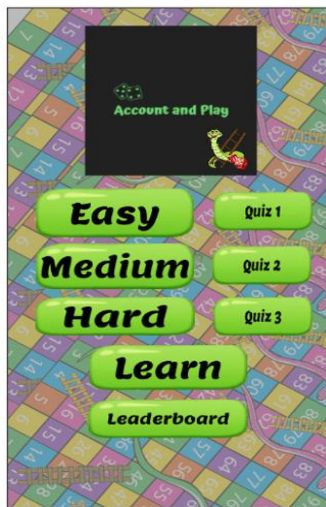 Account and Play
Easy
Quiz 1
Medium
Quiz 2
Hard
Quiz 3
Learn
Leaderboard